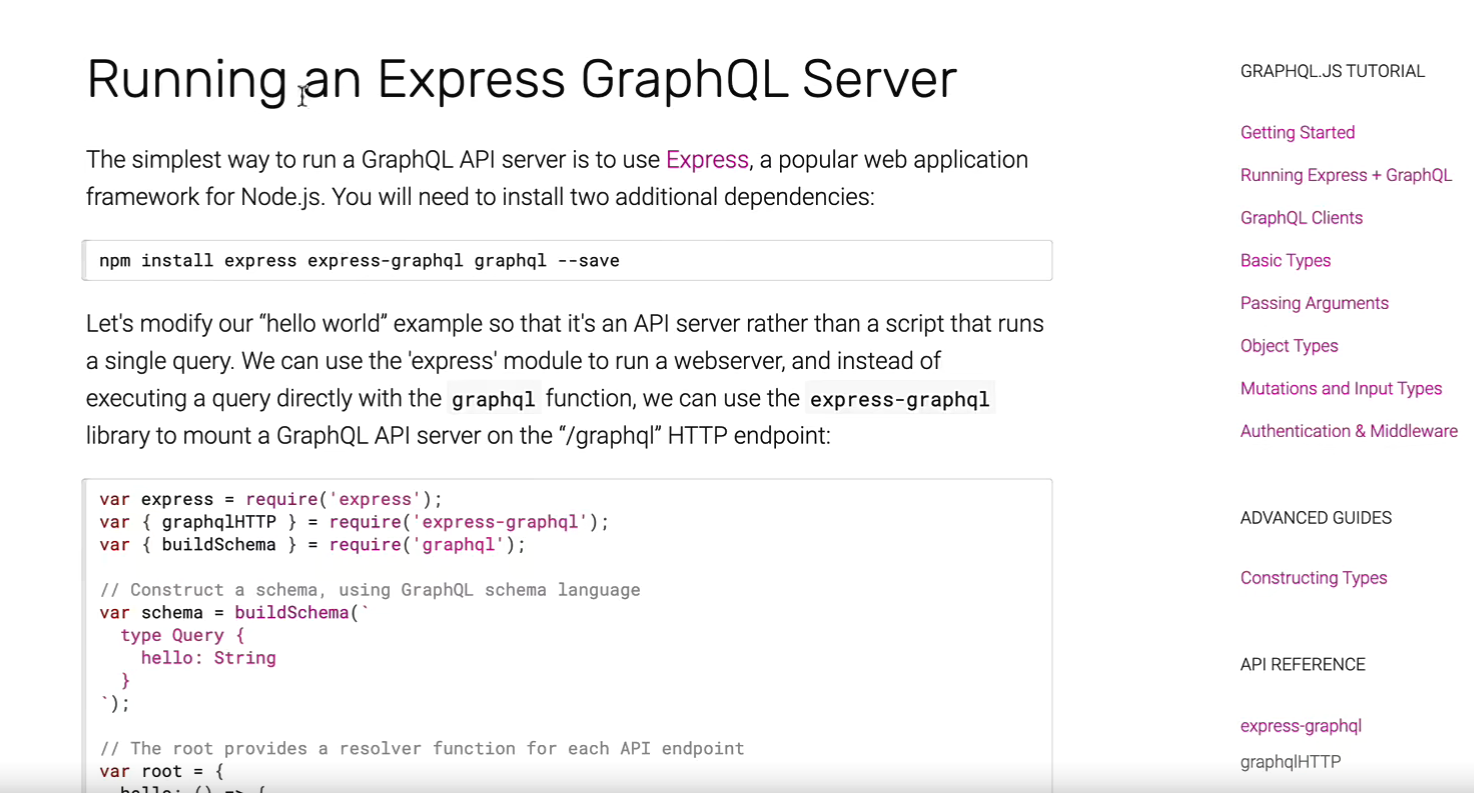 Running an Express GraphQL Server
The simplest way to run a GraphQL API server is to use Express, a popular web application
framework for Node.js. You will need to install two additional dependencies:
npm install express express-graphql graphql --save
Let's modify our “hello world” example so that it's an API server rather than a script that runs
a single query. We can use the 'express' module to run a webserver, and instead of
executing a query directly with the graphql function, we can use the express-graphql
library to mount a GraphQL API server on the “/graphql” HTTP endpoint:
var express = require('express');
var { graphqlHTTP } = require('express-graphql');
var { buildSchema } = require('graphql');
// Construct a schema, using GraphQL schema language
var schema = buildSchema(`
type Query {
hello: String
}
`);
// The root provides a resolver function for each API endpoint
var root = {
hello: () => {
GRAPHQL.JS TUTORIAL
Getting Started
Running Express + GraphQL
GraphQL Clients
Basic Types
Passing Arguments
Object Types
Mutations and Input Types
Authentication & Middleware
ADVANCED GUIDES
Constructing Types
API REFERENCE
express-graphql
graphqlHTTP